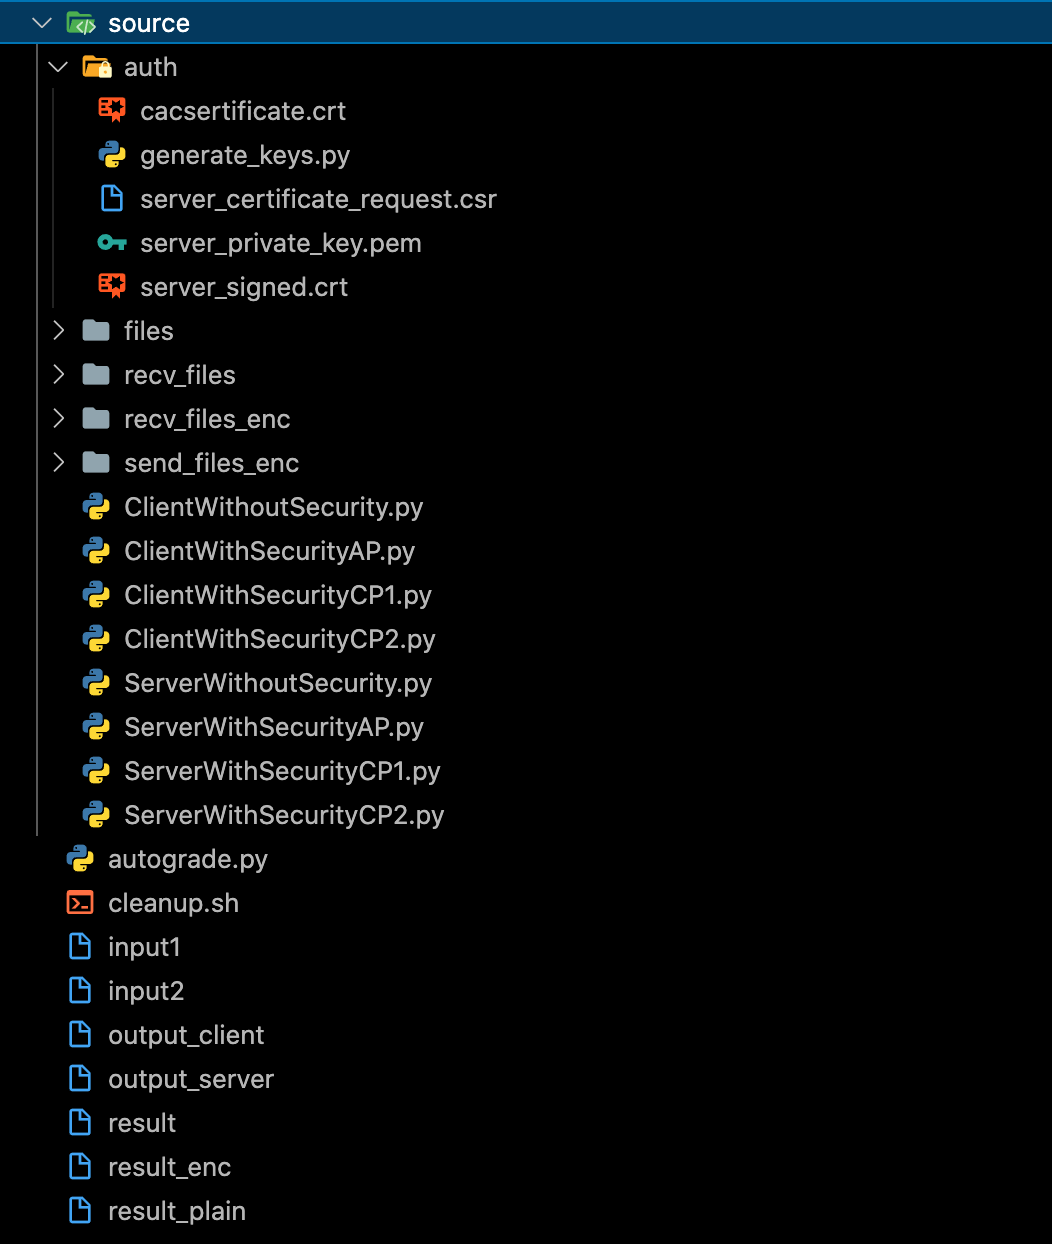 source
auth
cacsertificate.crt
generate_keys.py
server_certificate_request.csr
server_private_key.pem
server_signed.crt
files
recv_files
recv_files_enc
send_files_enc
ClientWithoutSecurity.py
ClientWithSecurityAP.py
ClientWithSecurityCP1.py
ClientWithSecurityCP2.py
ServerWithoutSecurity.py
ServerWithSecurityAP.py
ServerWithSecurityCP1.py
ServerWithSecurityCP2.py
autograde.py
cleanup.sh
input1
input2
output_client
output_server
result
result_enc
result_plain